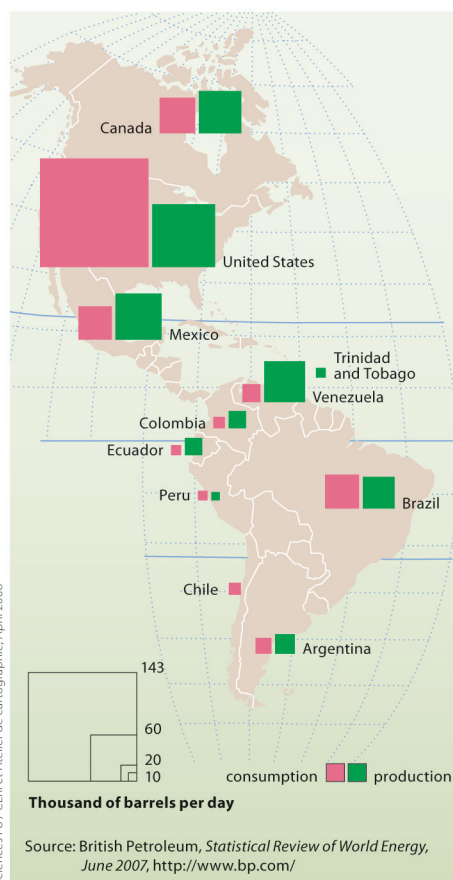 Canada
United States
Mexico
Trinidad
and Tobago
Venezuela
Colombia
Ecuador
Peru
Brazil
Chile
Argentina
143
60
20
10
consumption production
Thousand of barrels per day
Source: British Petroleum, Statistical Review of World Energy,
June 2007, http://www.bp.com/